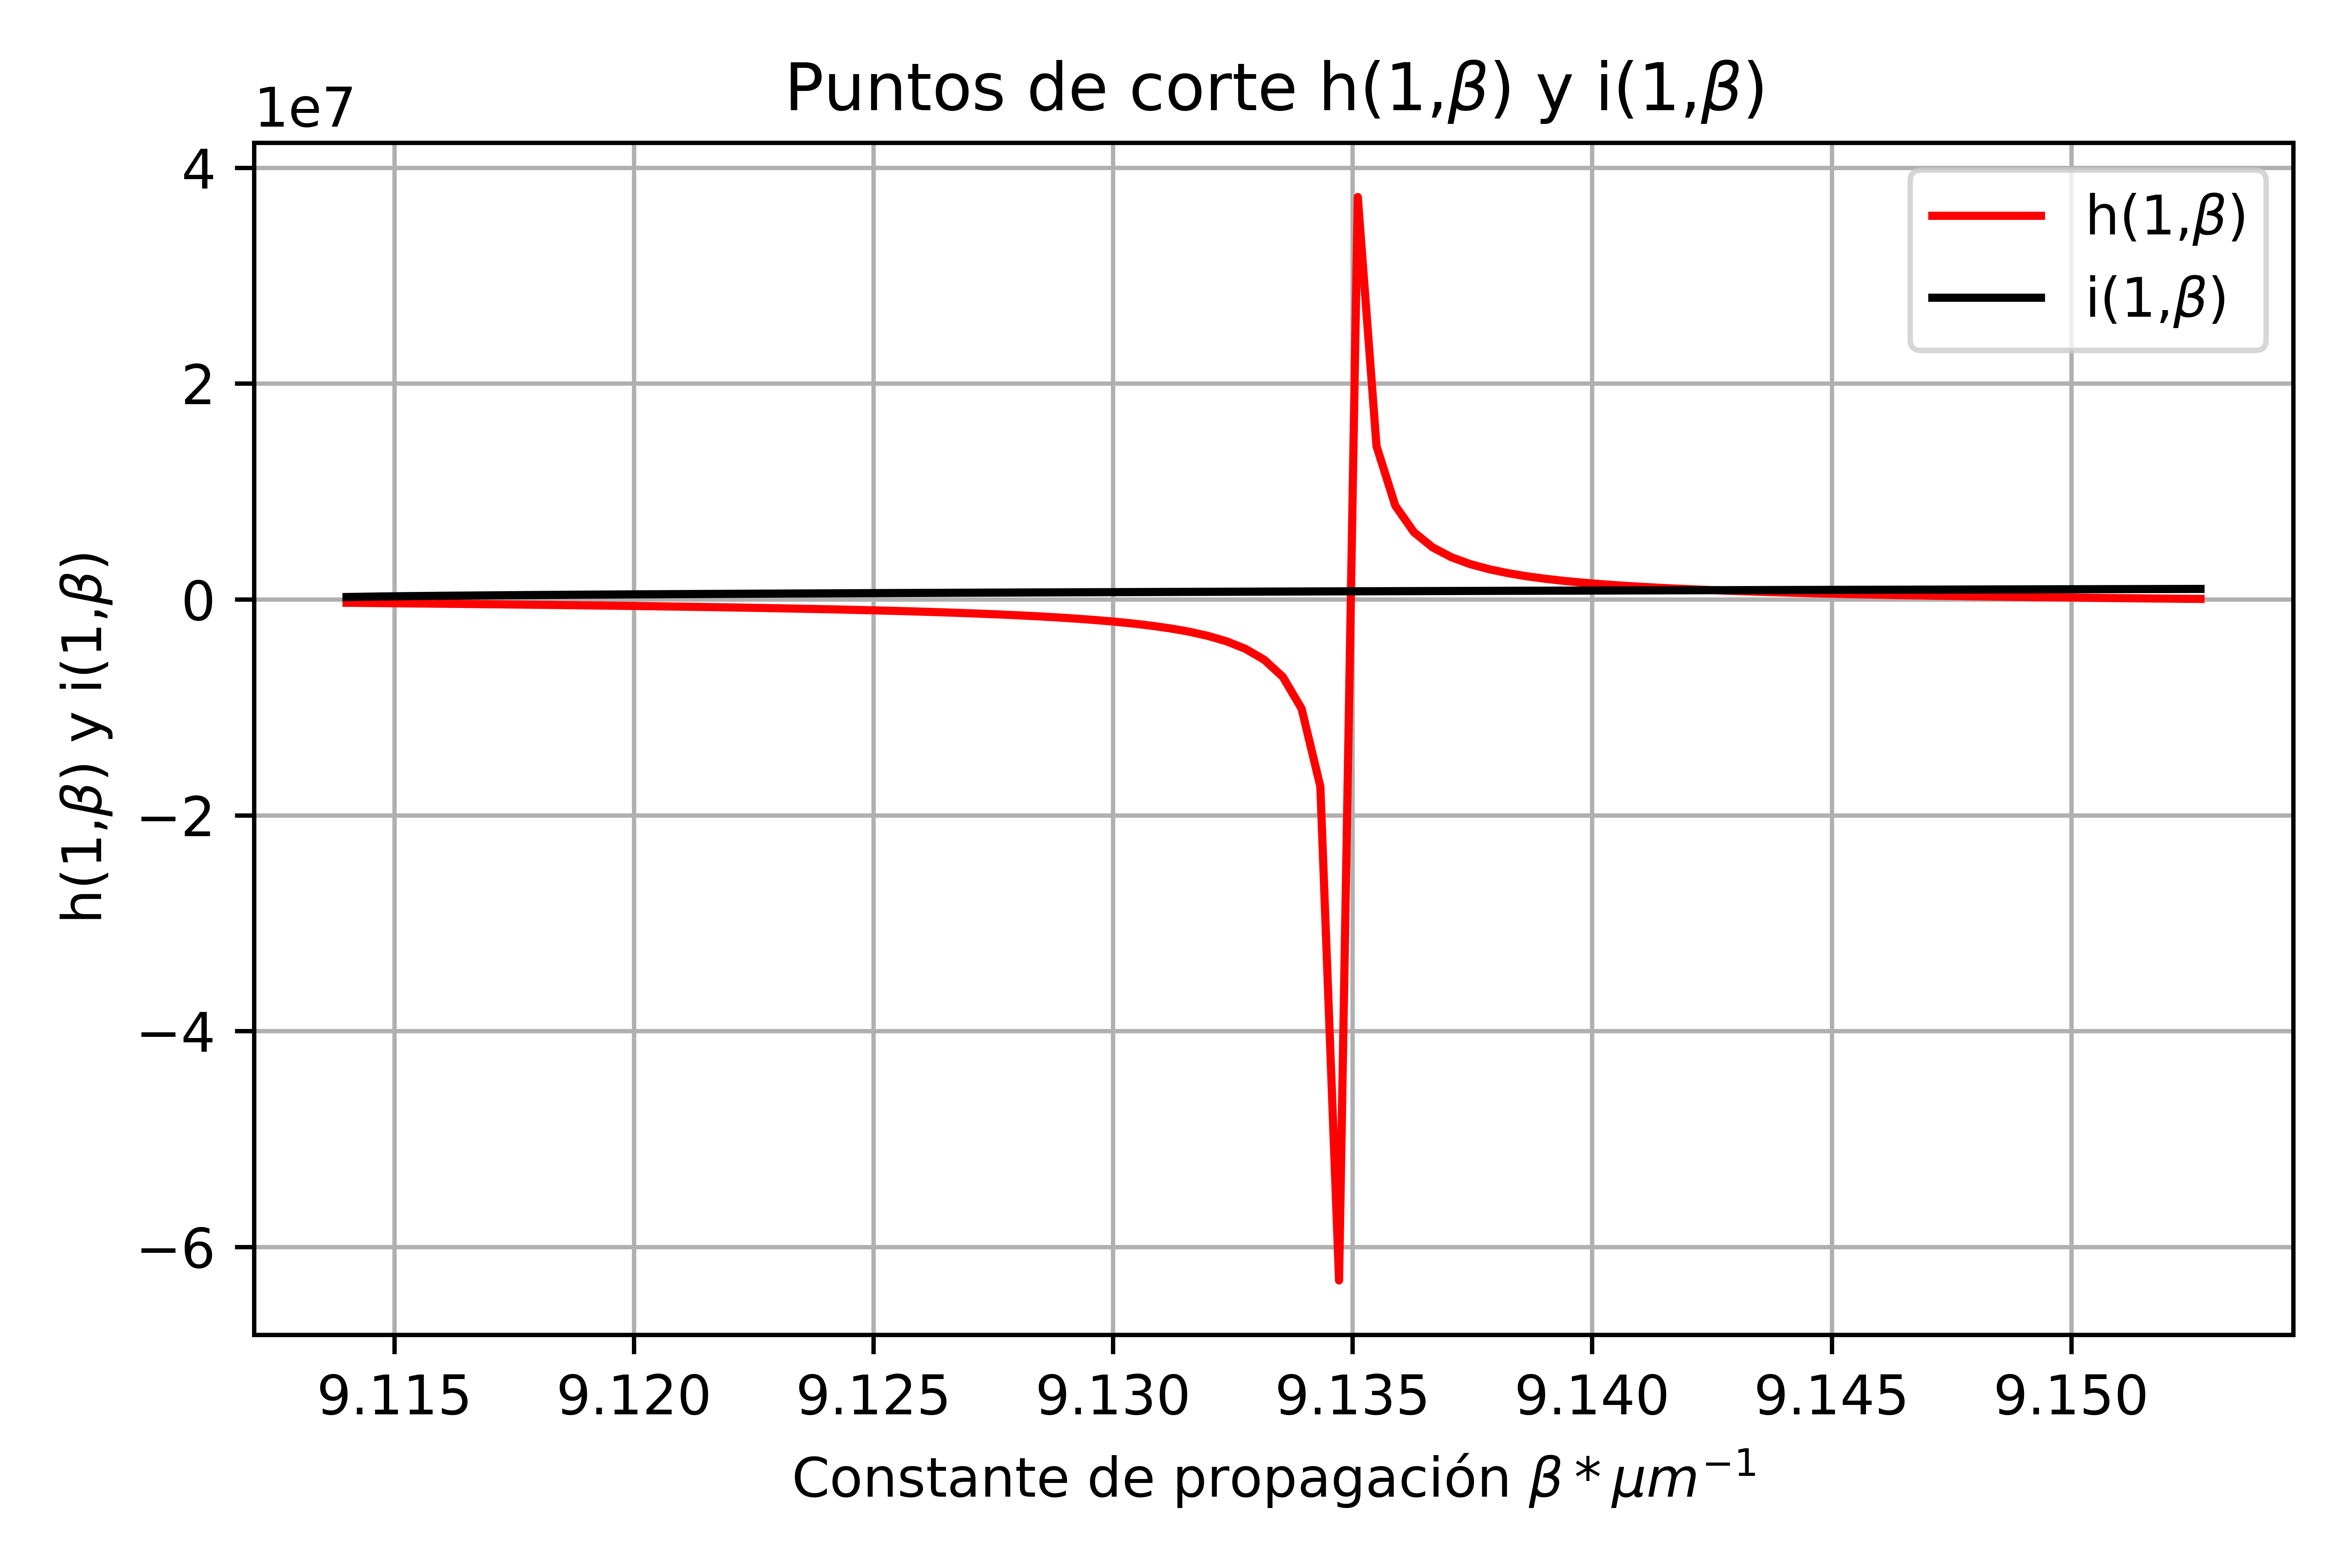 Puntos de corte h(1,β) y i(1,β)
1e7
4
2
0
−2
−4
−6
h(1,β) y i(1,β)
h(1,β)
i(1,β)
9.115 9.120 9.125 9.130 9.135 9.140 9.145 9.150
Constante de propagación β * μm⁻¹